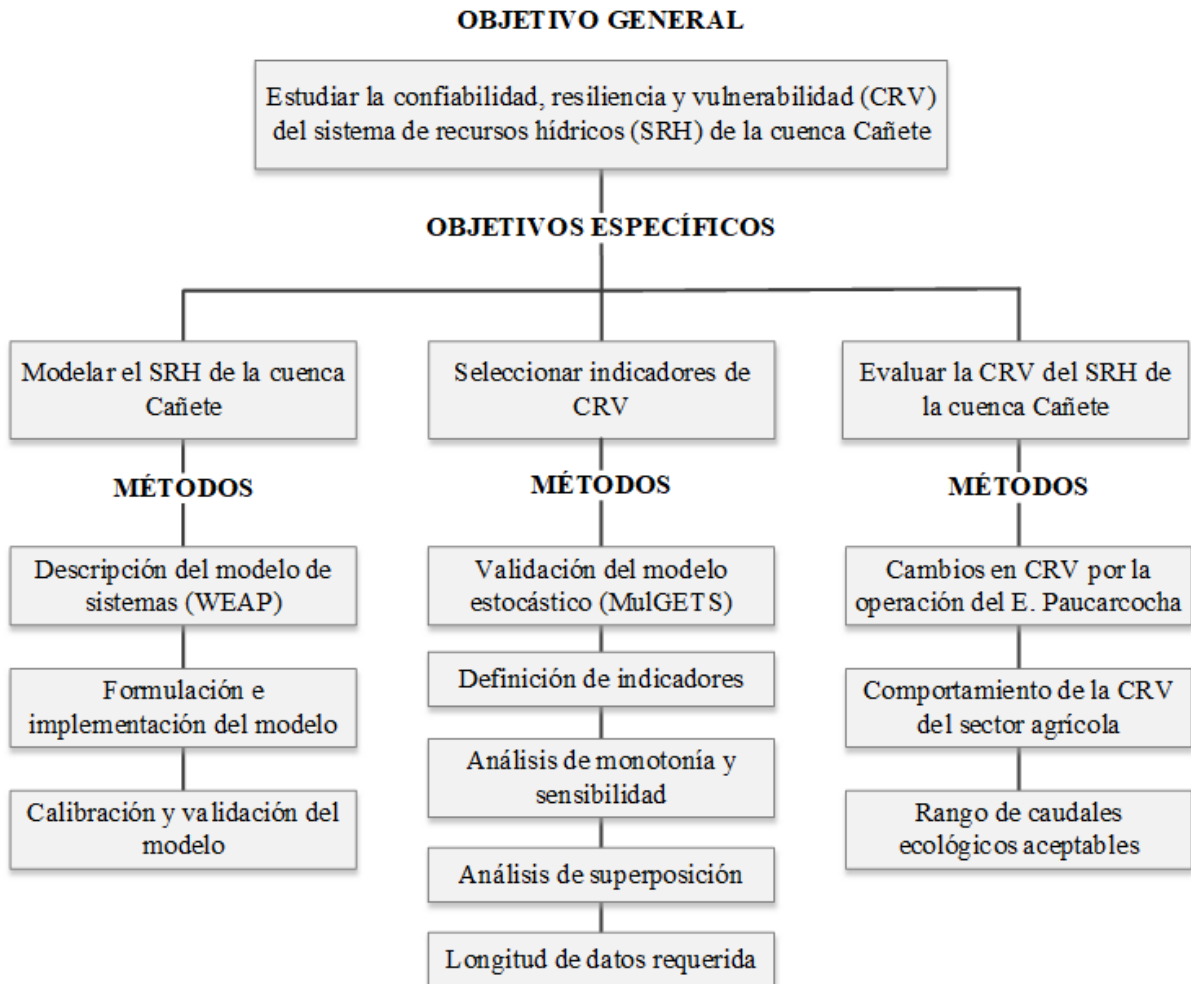 OBJETIVO GENERAL
Estudiar la confiabilidad, resiliencia y vulnerabilidad (CRV)
del sistema de recursos hídricos (SRH) de la cuenca Cañete
OBJETIVOS ESPECÍFICOS
Modelar el SRH de la cuenca
Cañete
MÉTODOS
Descripción del modelo de
sistemas (WEAP)
Formulación e
implementación del modelo
Calibración y validación del
modelo
Seleccionar indicadores de
CRV
MÉTODOS
Validación del modelo
estocástico (MulGETS)
Definición de indicadores
Análisis de monotonía y
sensibilidad
Análisis de superposición
Longitud de datos requerida
Evaluar la CRV del SRH de
la cuenca Cañete
MÉTODOS
Cambios en CRV por la
operación del E. Paucarcocha
Comportamiento de la CRV
del sector agrícola
Rango de caudales
ecológicos aceptables